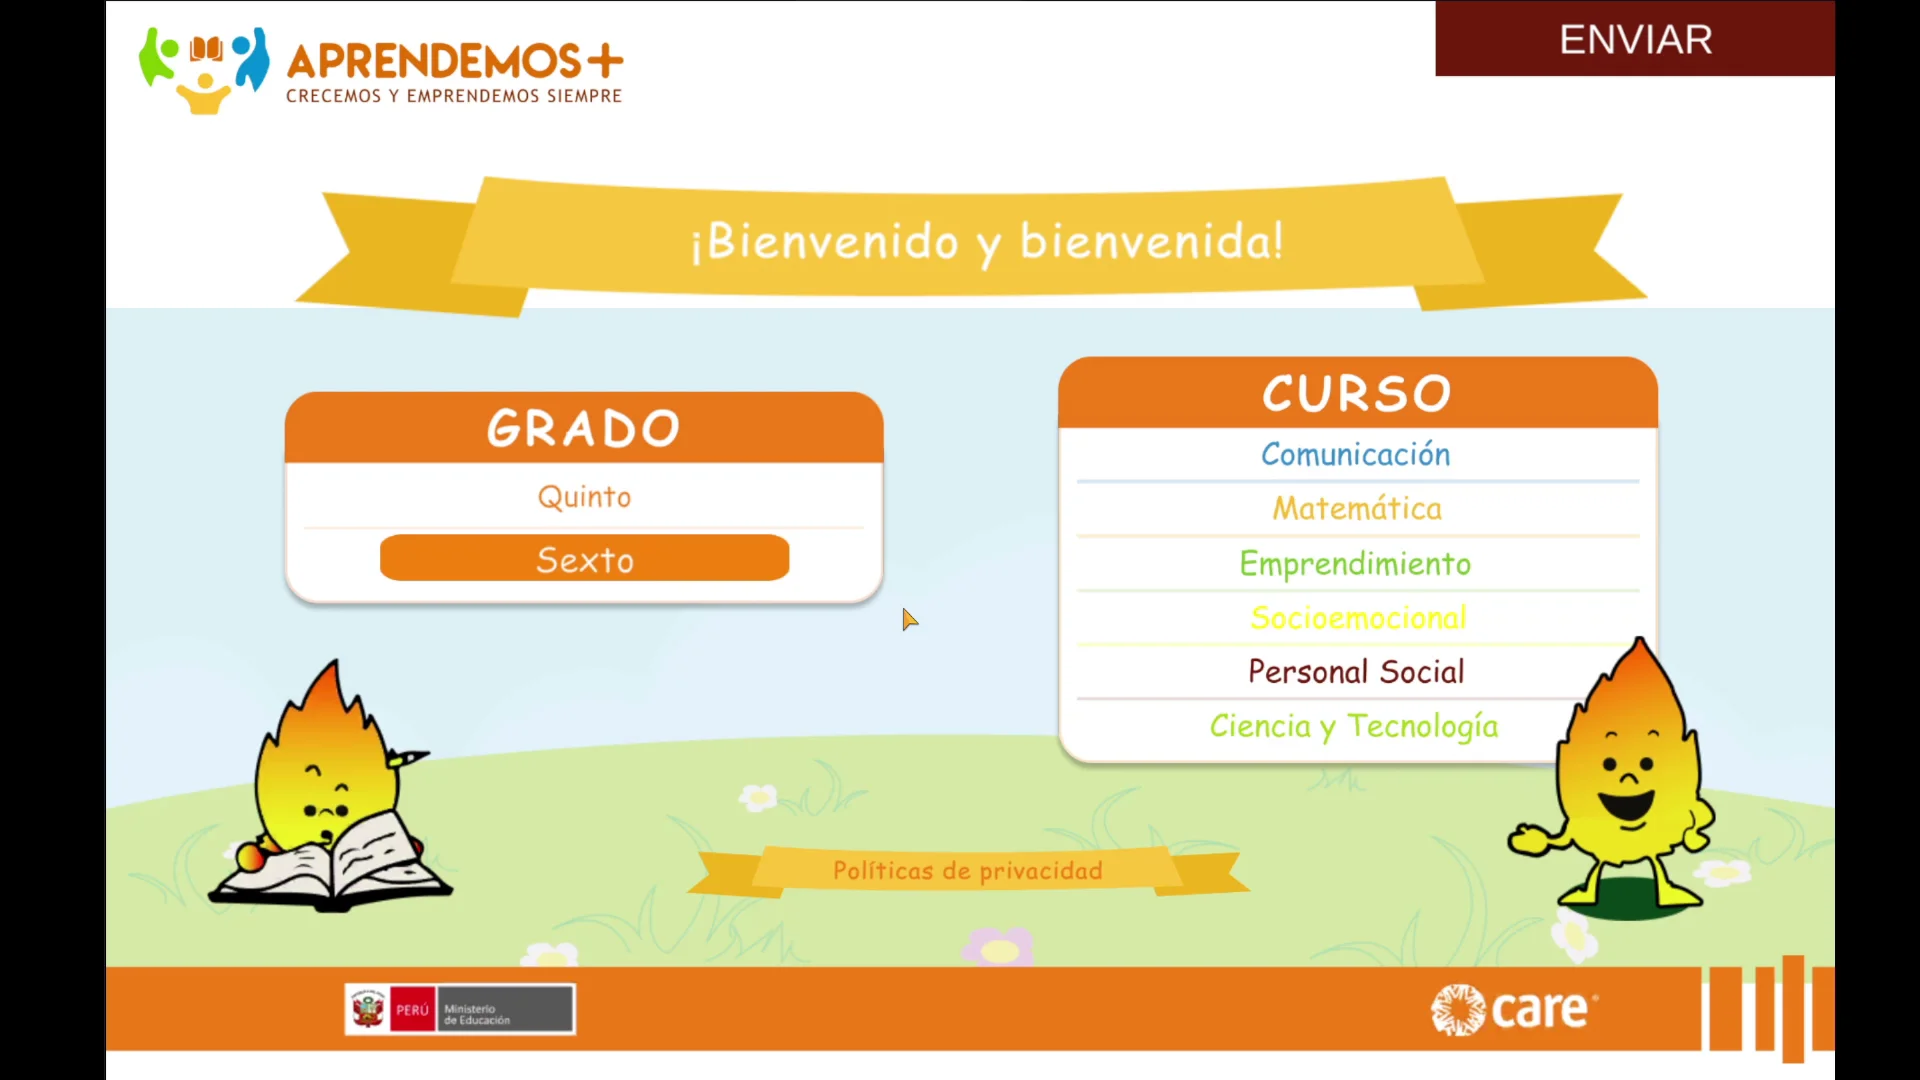 APRENDEMOS+
CRECEMOS Y EMPRENDEMOS SIEMPRE
ENVIAR
¡Bienvenido y bienvenida!
GRADO
Quinto
Sexto
CURSO
Comunicación
Matemática
Emprendimiento
Socioemocional
Personal Social
Ciencia y Tecnología
Políticas de privacidad
PERÚ
Ministerio
de Educación
care